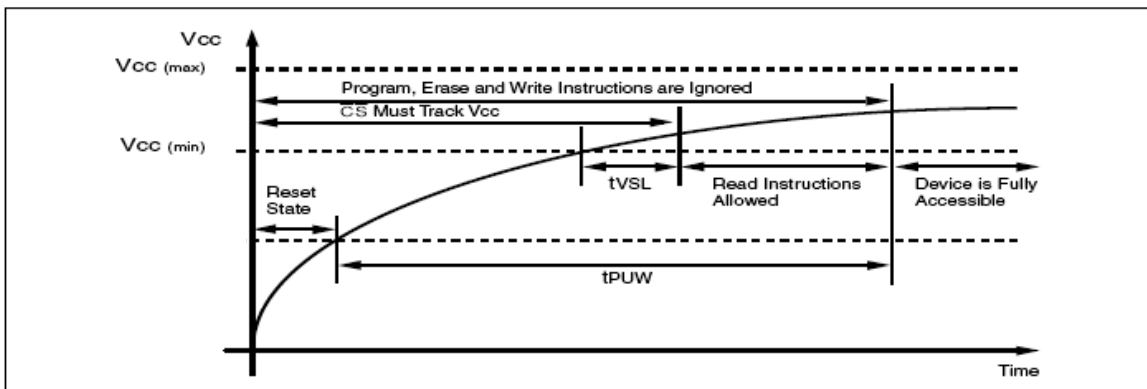 Vcc
Vcc (max)
Program, Erase and Write Instructions are Ignored
CS Must Track Vcc
Vcc (min)
tVSL
Read Instructions
Allowed
Device is Fully
Accessible
Reset
State
tPUW
Time